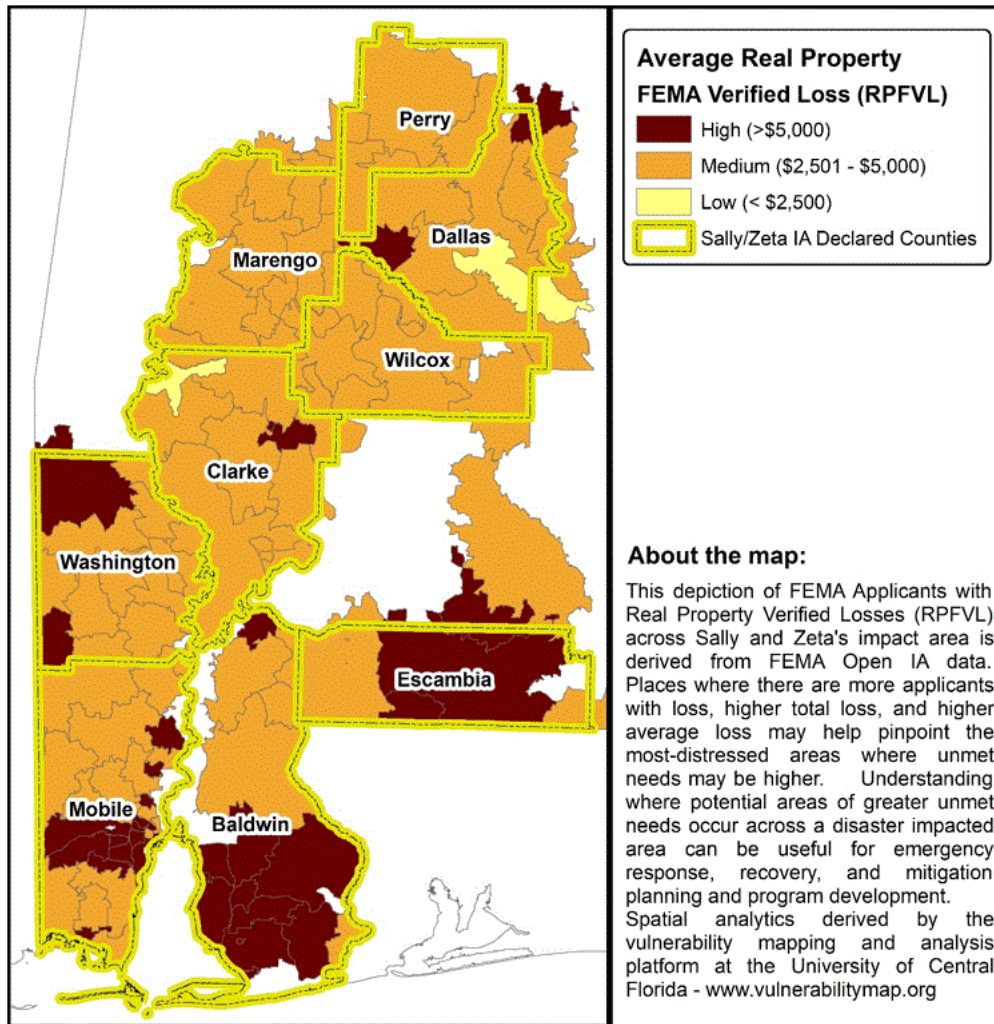 Perry
Dallas
Marengo
Wilcox
Clarke
Washington
Escambia
Mobile
Baldwin
Average Real Property
FEMA Verified Loss (RPFVL)
High (>$5,000)
Medium ($2,501 - $5,000)
Low (< $2,500)
Sally/Zeta IA Declared Counties
About the map:
This depiction of FEMA Applicants with
Real Property Verified Losses (RPFVL)
across Sally and Zeta's impact area is
derived from FEMA Open IA data.
Places where there are more applicants
with loss, higher total loss, and higher
average loss may help pinpoint the
most-distressed areas where unmet
needs may be higher. Understanding
where potential areas of greater unmet
needs occur across a disaster impacted
area can be useful for emergency
response, recovery, and mitigation
planning and program development.
Spatial analytics derived by the
vulnerability mapping and analysis
platform at the University of Central
Florida - www.vulnerabilitymap.org